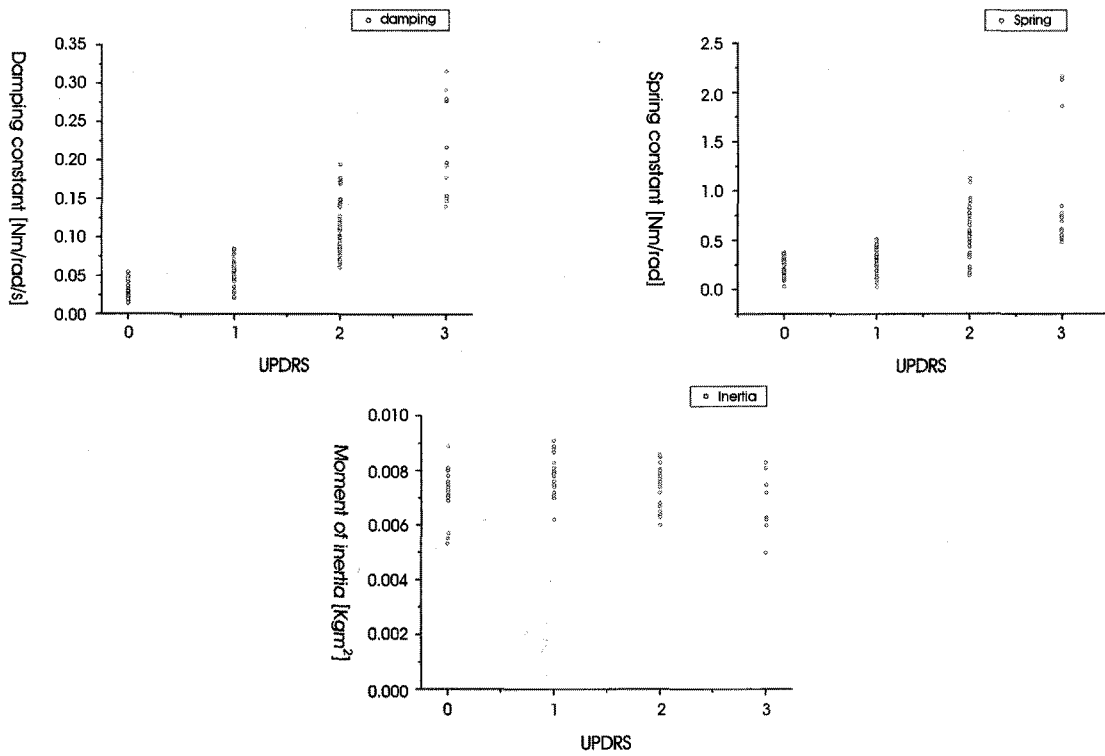 damping
0.35
0.30
0.25
0.20
0.15
0.10
0.05
0.00
Damping constant [Nm/rad/s]
0 1 2 3
UPDRS
Spring
2.5
2.0
1.5
1.0
0.5
0.0
Spring constant [Nm/rad]
0 1 2 3
UPDRS
Inertia
0.010
0.008
0.006
0.004
0.002
0.000
Moment of inertia [Kgm²]
0 1 2 3
UPDRS